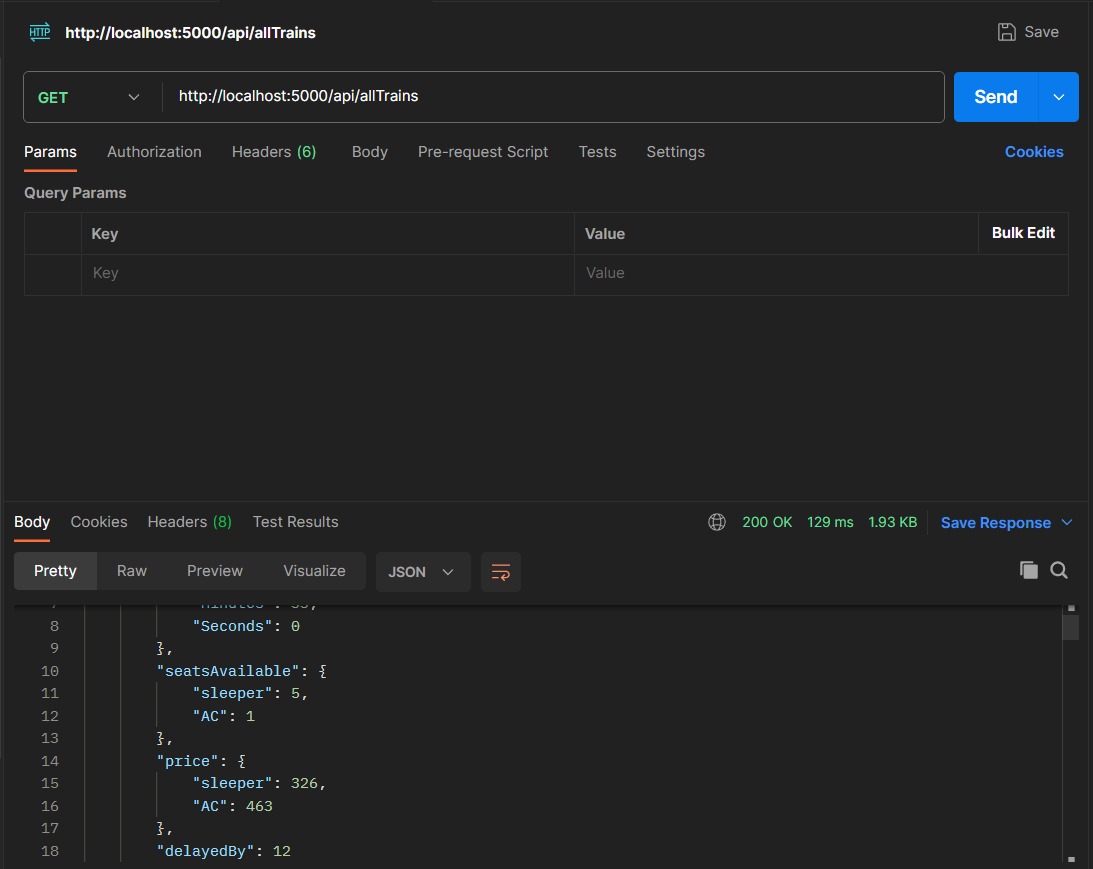 HTTP http://localhost:5000/api/allTrains Save
GET http://localhost:5000/api/allTrains Send
Params Authorization Headers (6) Body Pre-request Script Tests Settings Cookies
Query Params
Key Value Bulk Edit
Key Value
Body Cookies Headers (8) Test Results 200 OK 129 ms 1.93 KB Save Response
Pretty Raw Preview Visualize JSON
8 "Seconds": 0
9 },
10 "seatsAvailable": {
11 "sleeper": 5,
12 "AC": 1
13 },
14 "price": {
15 "sleeper": 326,
16 "AC": 463
17 },
18 "delayedBy": 12